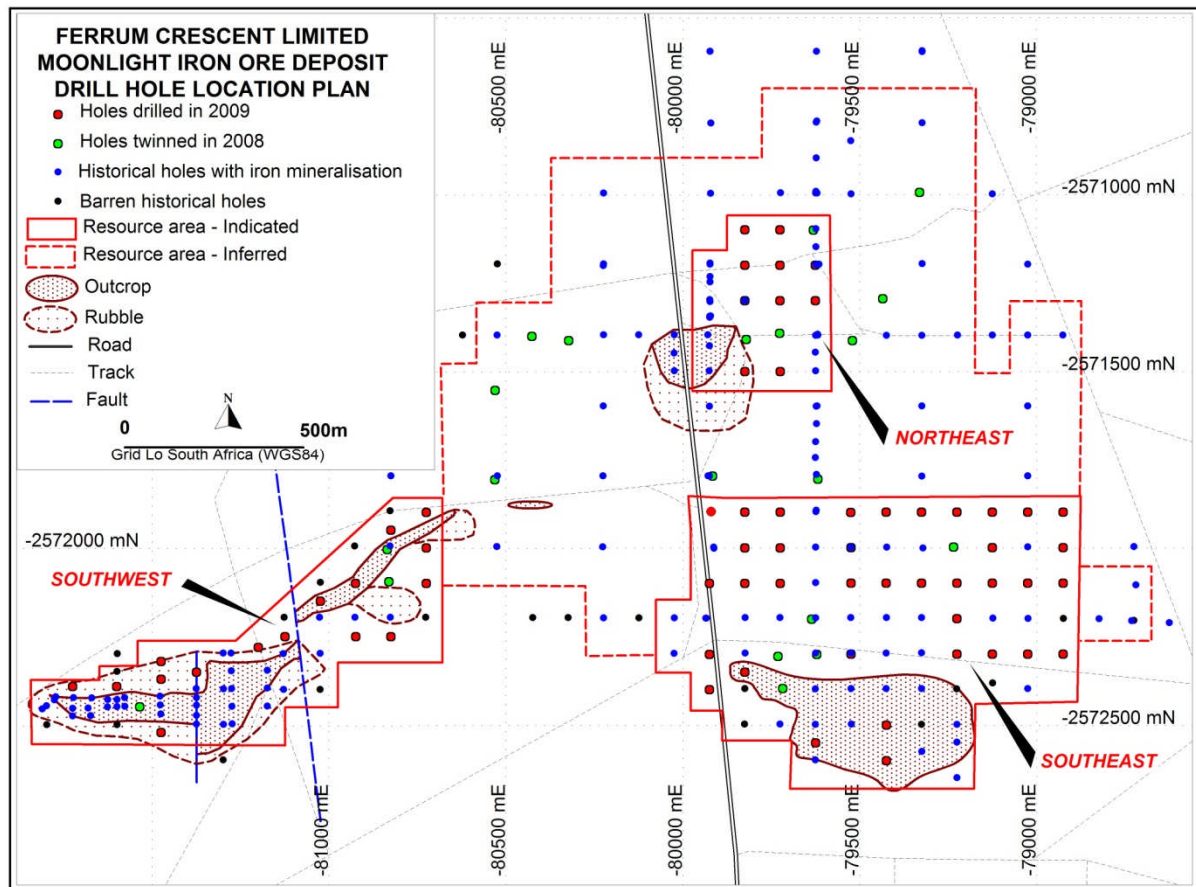 FERRUM CRESCENT LIMITED
MOONLIGHT IRON ORE DEPOSIT
DRILL HOLE LOCATION PLAN
Holes drilled in 2009
Holes twinned in 2008
Historical holes with iron mineralisation
Barren historical holes
Resource area - Indicated
Resource area - Inferred
Outcrop
Rubble
Road
Track
Fault
N
0 500m
Grid Lo South Africa (WGS84)
-80500 mE
-80000 mE
-79500 mE
-79000 mE
-2571000 mN
-2571500 mN
NORTHEAST
-2572000 mN
SOUTHWEST
-2572500 mN
SOUTHEAST
-81000 mE
-80500 mE
-80000 mE
-79500 mE
-79000 mE